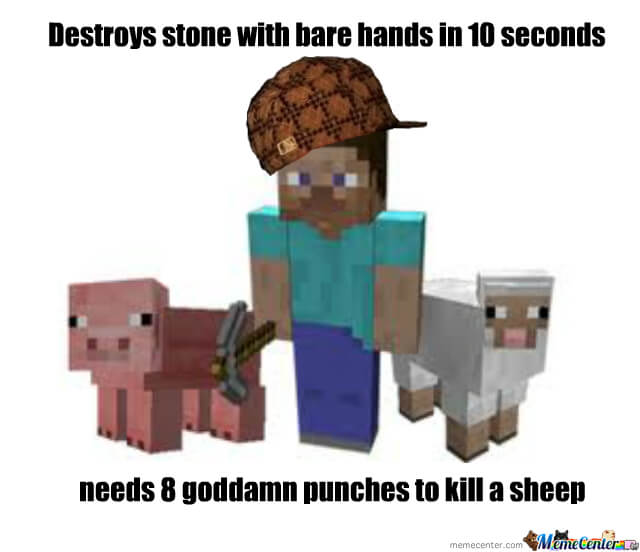 Destroys stone with bare hands in 10 seconds
needs 8 goddamn punches to kill a sheep
memecenter.com MemeCenter